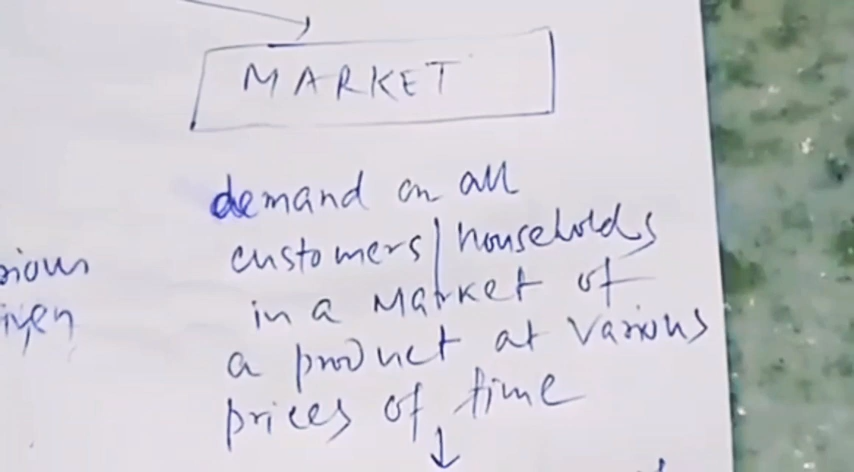 MARKET
demand on all
customers/households
in a Market of
a product at various
prices of time